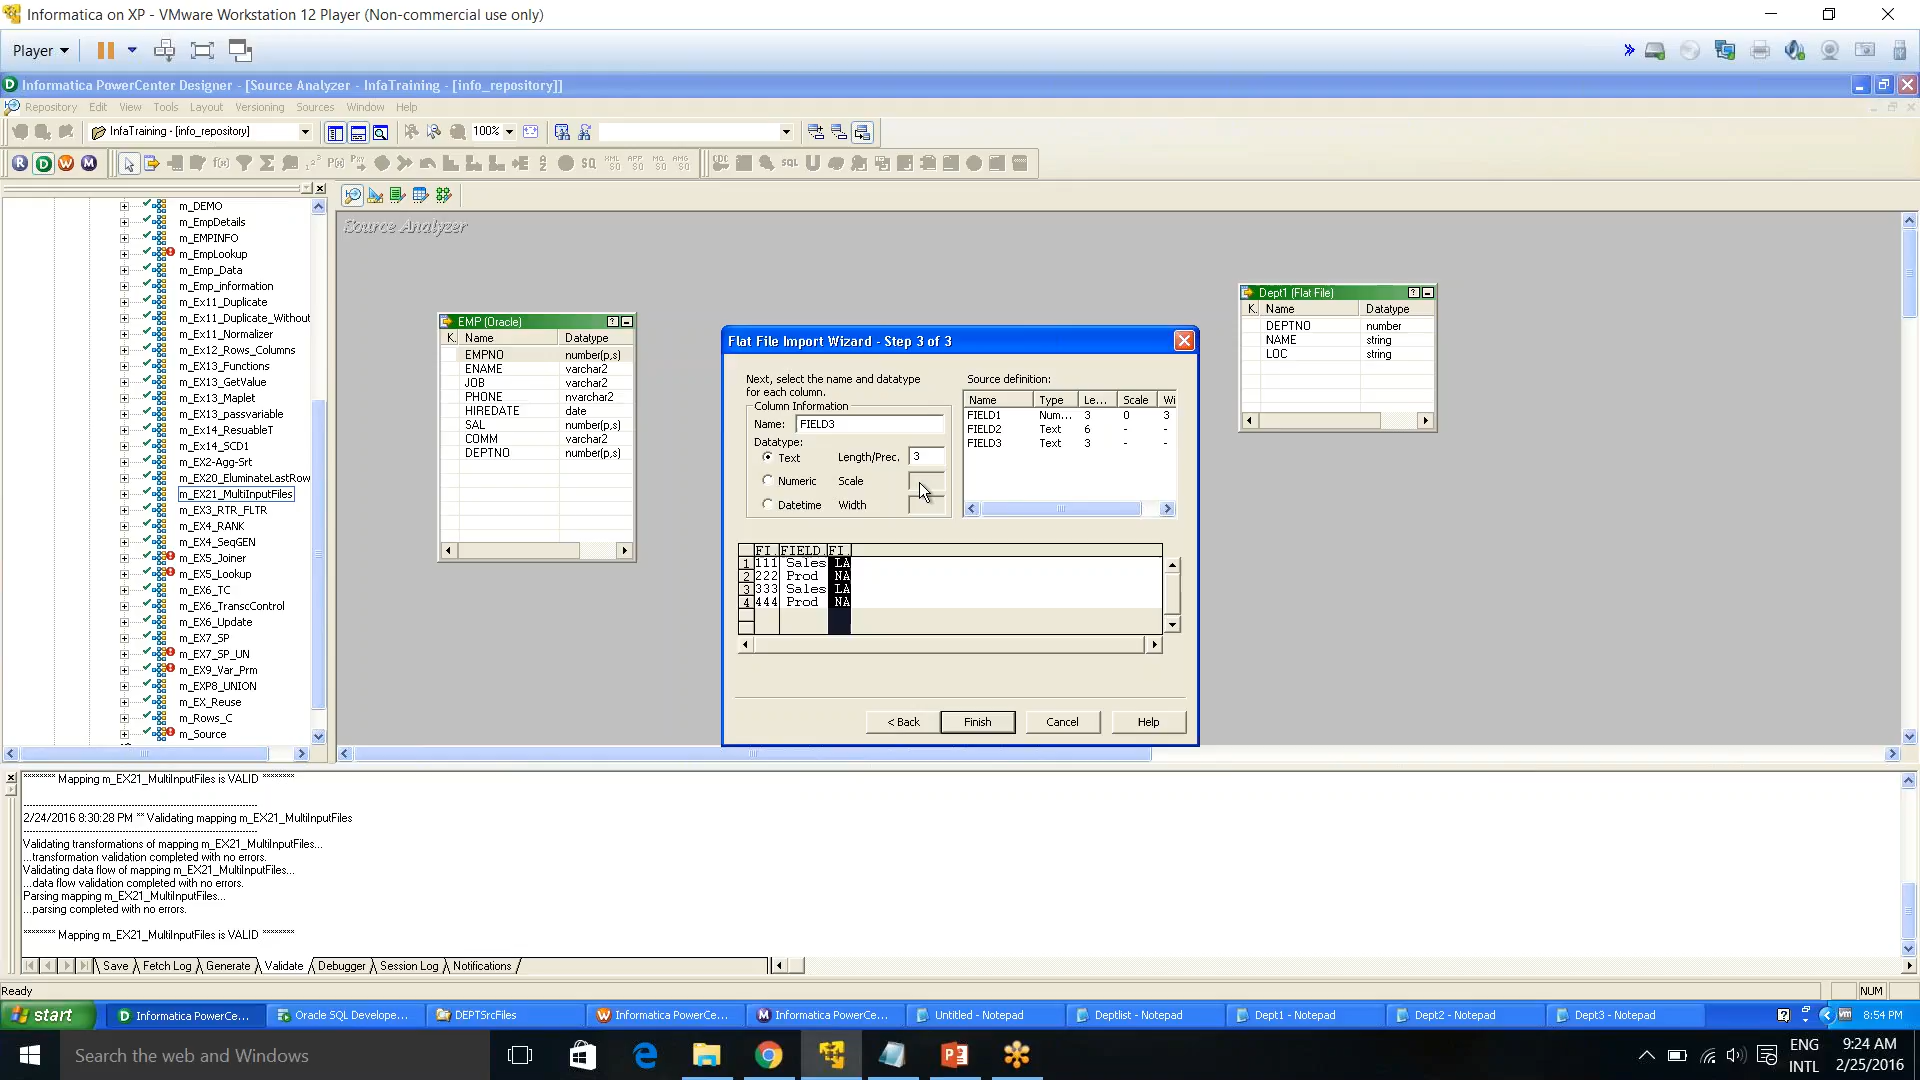 Informatica on XP - VMware Workstation 12 Player (Non-commercial use only)
Player
Informatica PowerCenter Designer - [Source Analyzer - InfaTraining - [info_repository]]
Repository Edit View Tools Layout Versioning Sources Window Help
InfaTraining - [info_repository]
100%
Source Analyzer
m_DEMO
m_EmpDetails
m_EMPINFO
m_EmpLookup
m_Emp_Data
m_Emp_information
m_Ex11_Duplicate
m_Ex11_Duplicate_Without
m_Ex11_Normalizer
m_Ex12_Rows_Columns
m_EX13_Functions
m_EX13_GetValue
m_EX13_Maplet
m_EX13_passvariable
m_Ex14_ResuableT
m_Ex14_SCD1
m_EX2-Agg-Srt
m_EX20_EluminateLastRow
m_EX21_MultiInputFiles
m_EX3_RTR_FLTR
m_EX4_RANK
m_EX4_SeqGEN
m_EX5_Joiner
m_EX5_Lookup
m_EX6_TC
m_EX6_TranscControl
m_EX6_Update
m_EX7_SP
m_EX7_SP_UN
m_EX9_Var_Prm
m_EXP8_UNION
m_EX_Reuse
m_Rows_C
m_Source
EMP (Oracle)
K. Name Datatype
EMPNO number(p,s)
ENAME varchar2
JOB varchar2
PHONE nvarchar2
HIREDATE date
SAL number(p,s)
COMM varchar2
DEPTNO number(p,s)
Flat File Import Wizard - Step 3 of 3
Next, select the name and datatype
for each column.
Column Information
Name: FIELD3
Datatype:
Text Length/Prec. 3
Numeric Scale
Datetime Width
Source definition:
Name Type Le... Scale Wi
FIELD1 Num... 3 0 3
FIELD2 Text 6 - -
FIELD3 Text 3 - -
FI. FIELD. FI.
1 111 Sales LA
2 222 Prod NA
3 333 Sales LA
4 444 Prod NA
< Back Finish Cancel Help
Dept1 (Flat File)
K. Name Datatype
DEPTNO number
NAME string
LOC string
******** Mapping m_EX21_MultiInputFiles is VALID ********
2/24/2016 8:30:28 PM ** Validating mapping m_EX21_MultiInputFiles
Validating transformations of mapping m_EX21_MultiInputFiles...
...transformation validation completed with no errors.
Validating data flow of mapping m_EX21_MultiInputFiles...
...data flow validation completed with no errors.
Parsing mapping m_EX21_MultiInputFiles...
...parsing completed with no errors.
******** Mapping m_EX21_MultiInputFiles is VALID ********
Save Fetch Log Generate Validate Debugger Session Log Notifications
Ready
NUM
start Informatica PowerCe... Oracle SQL Develope... DEPTSrcFiles Informatica PowerCe... Informatica PowerCe... Untitled - Notepad Deptlist - Notepad Dept1 - Notepad Dept2 - Notepad Dept3 - Notepad 8:54 PM
Search the web and Windows
ENG
INTL
9:24 AM
2/25/2016